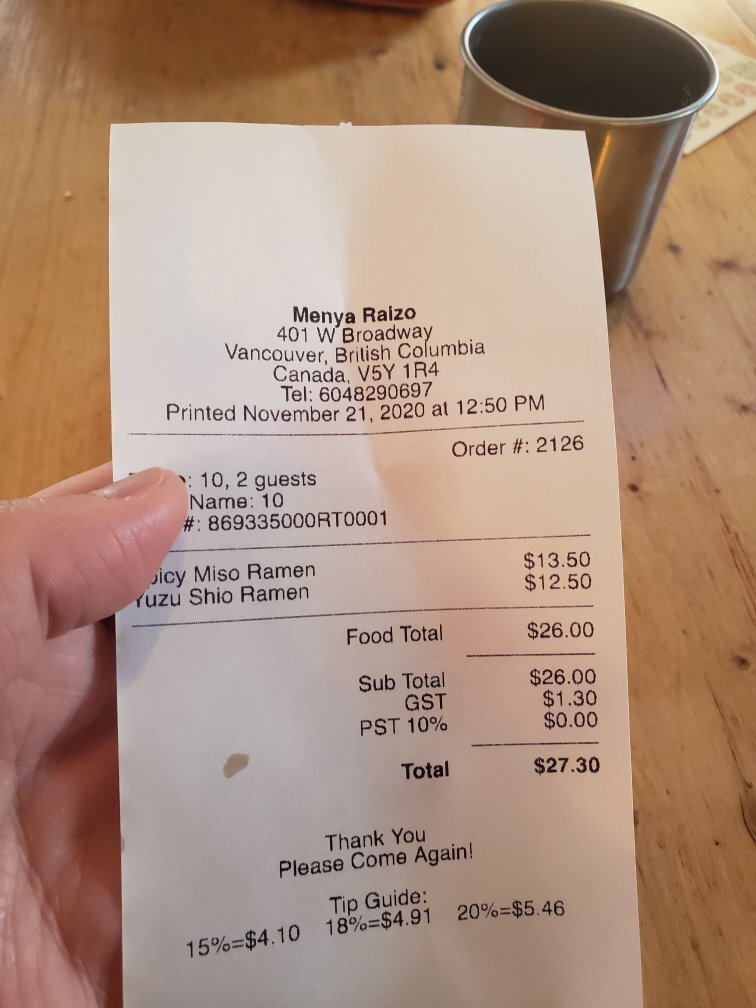 Menya Raizo
401 W Broadway
Vancouver, British Columbia
Canada, V5Y 1R4
Tel: 6048290697
Printed November 21, 2020 at 12:50 PM
Order #: 2126
: 10, 2 guests
Name: 10
#: 869335000RT0001
Miso Ramen $13.50
Yuzu Shio Ramen $12.50
Food Total $26.00
Sub Total $26.00
GST $1.30
PST 10% $0.00
Total $27.30
Thank You
Please Come Again!
Tip Guide:
15%=$4.10 18%=$4.91 20%=$5.46